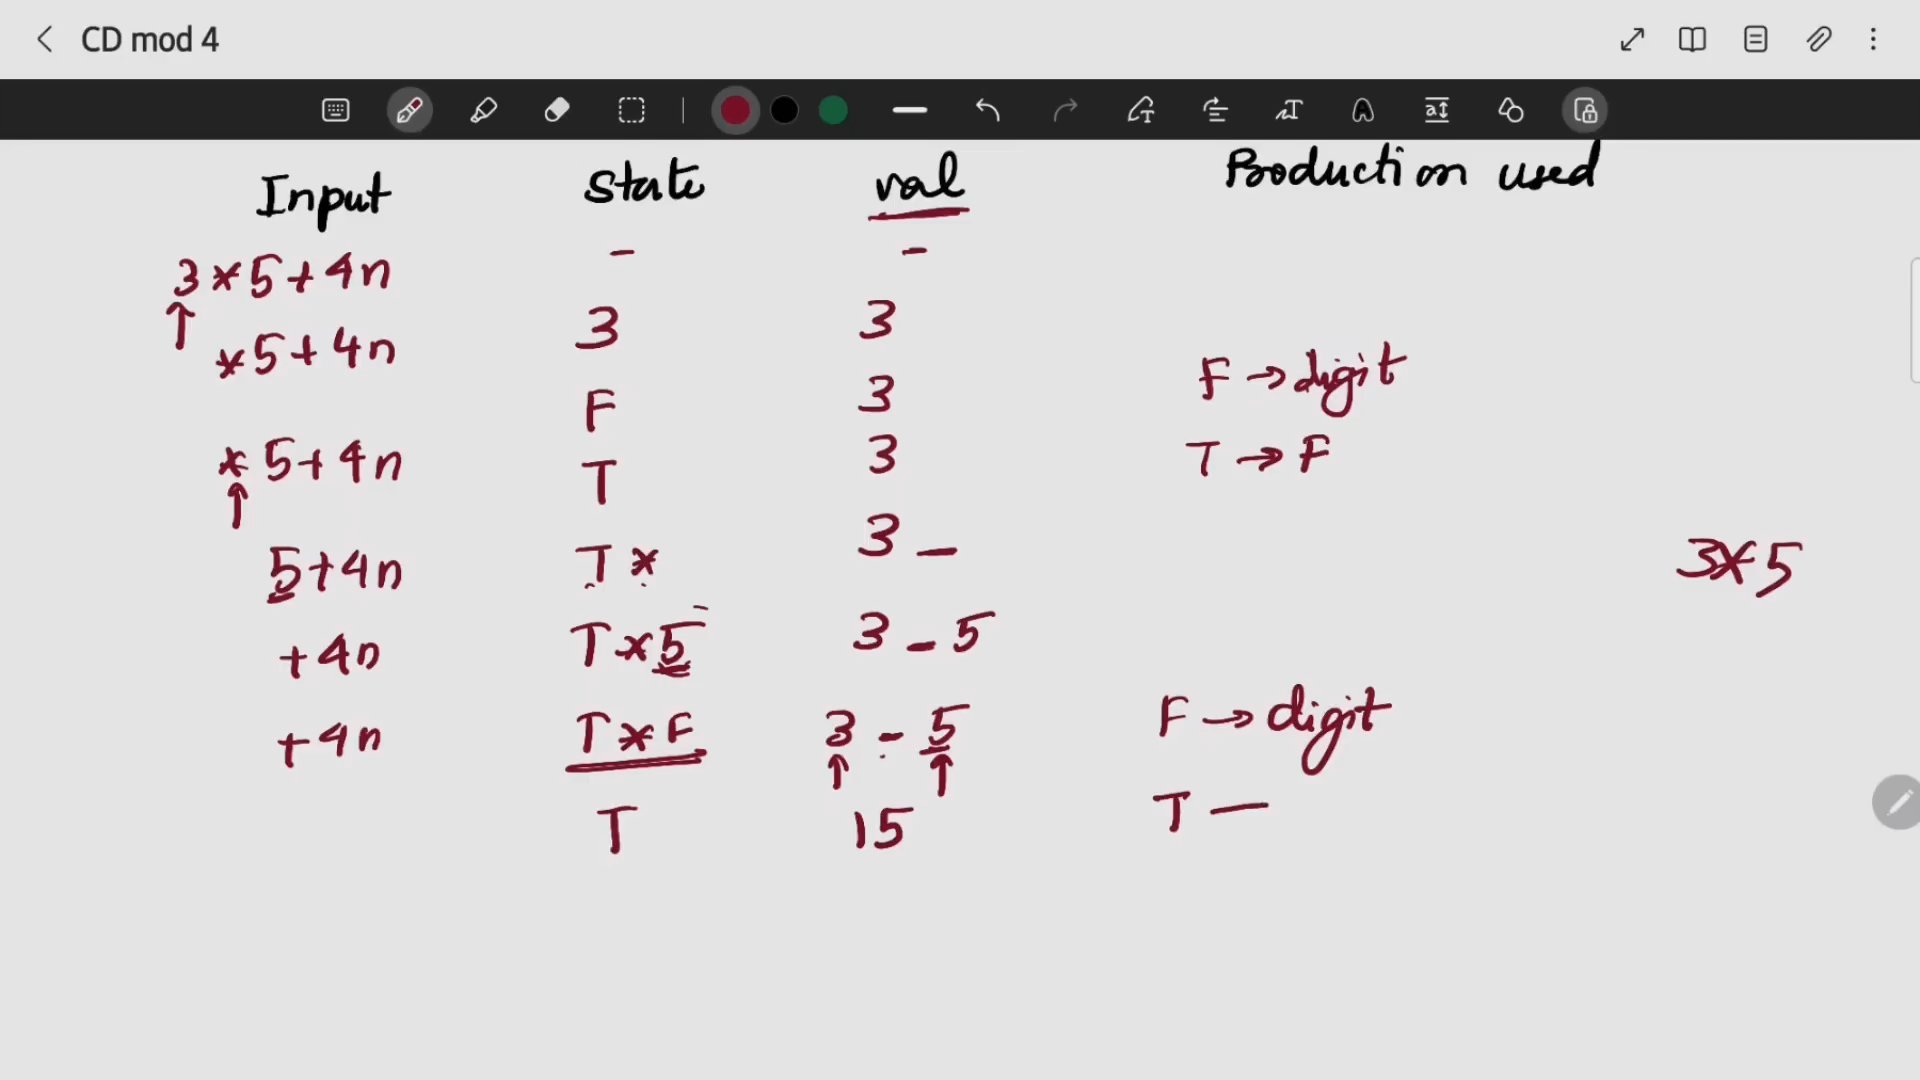 CD mod 4
Input State val Production used
3*5+4n - -
*5+4n 3 3
F 3 F → digit
*5+4n T 3 T → F
5+4n T * 3 - 3*5
+4n T*5 3 - 5
+4n T*F 3 - 5 F → digit
T 15 T —